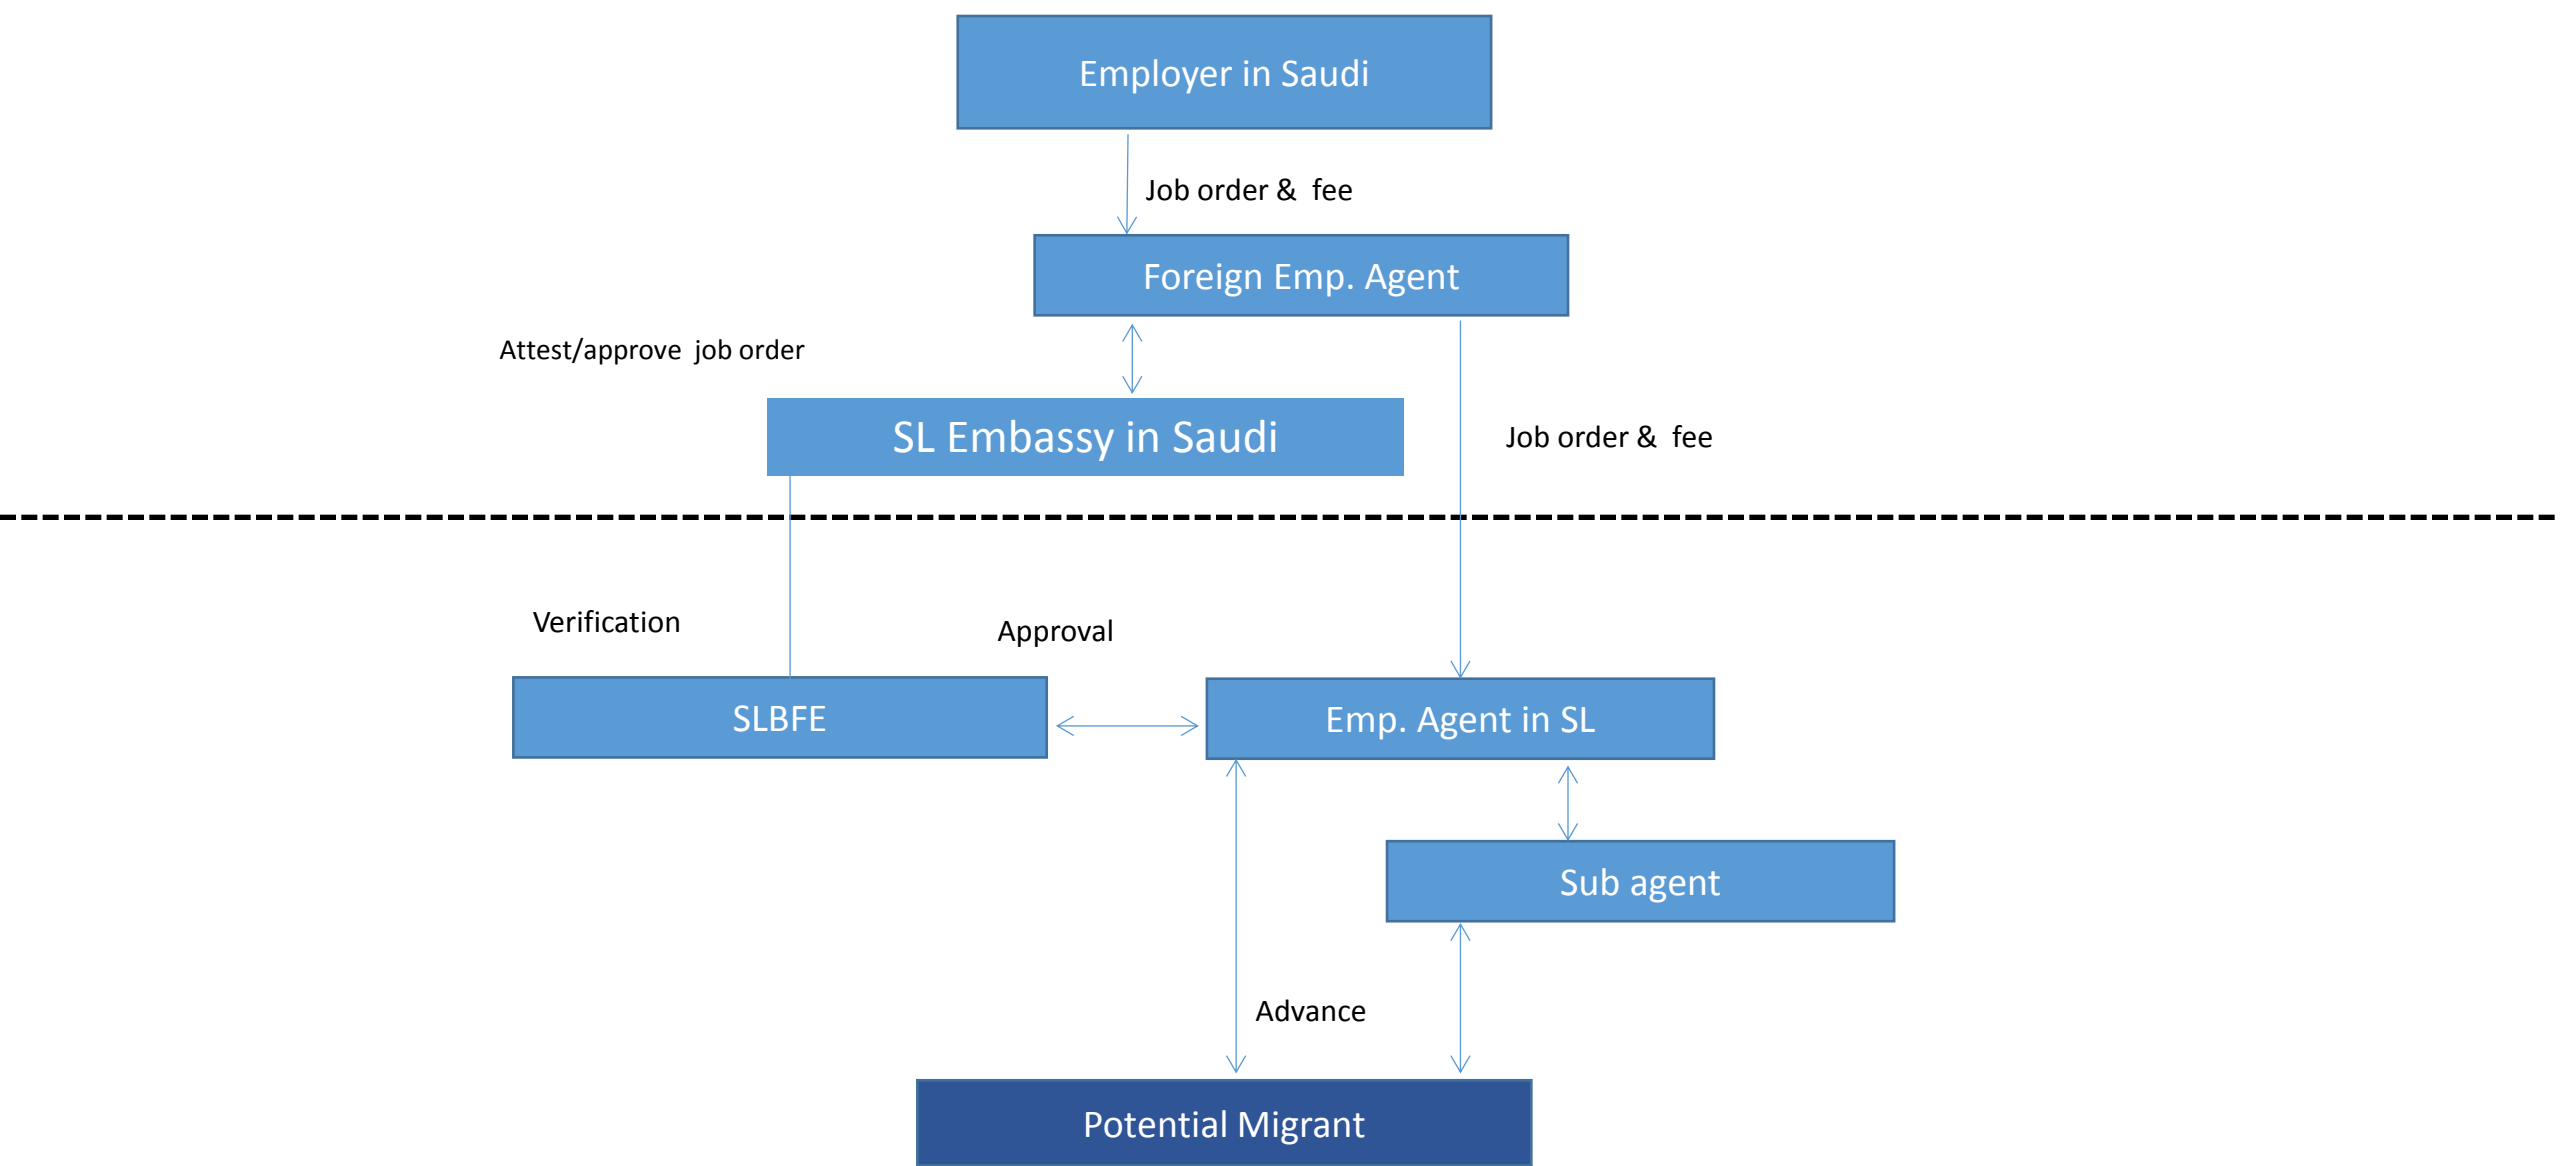 Employer in Saudi
Job order & fee
Foreign Emp. Agent
Attest/approve job order
SL Embassy in Saudi
Job order & fee
Verification
Approval
SLBFE
Emp. Agent in SL
Sub agent
Advance
Potential Migrant